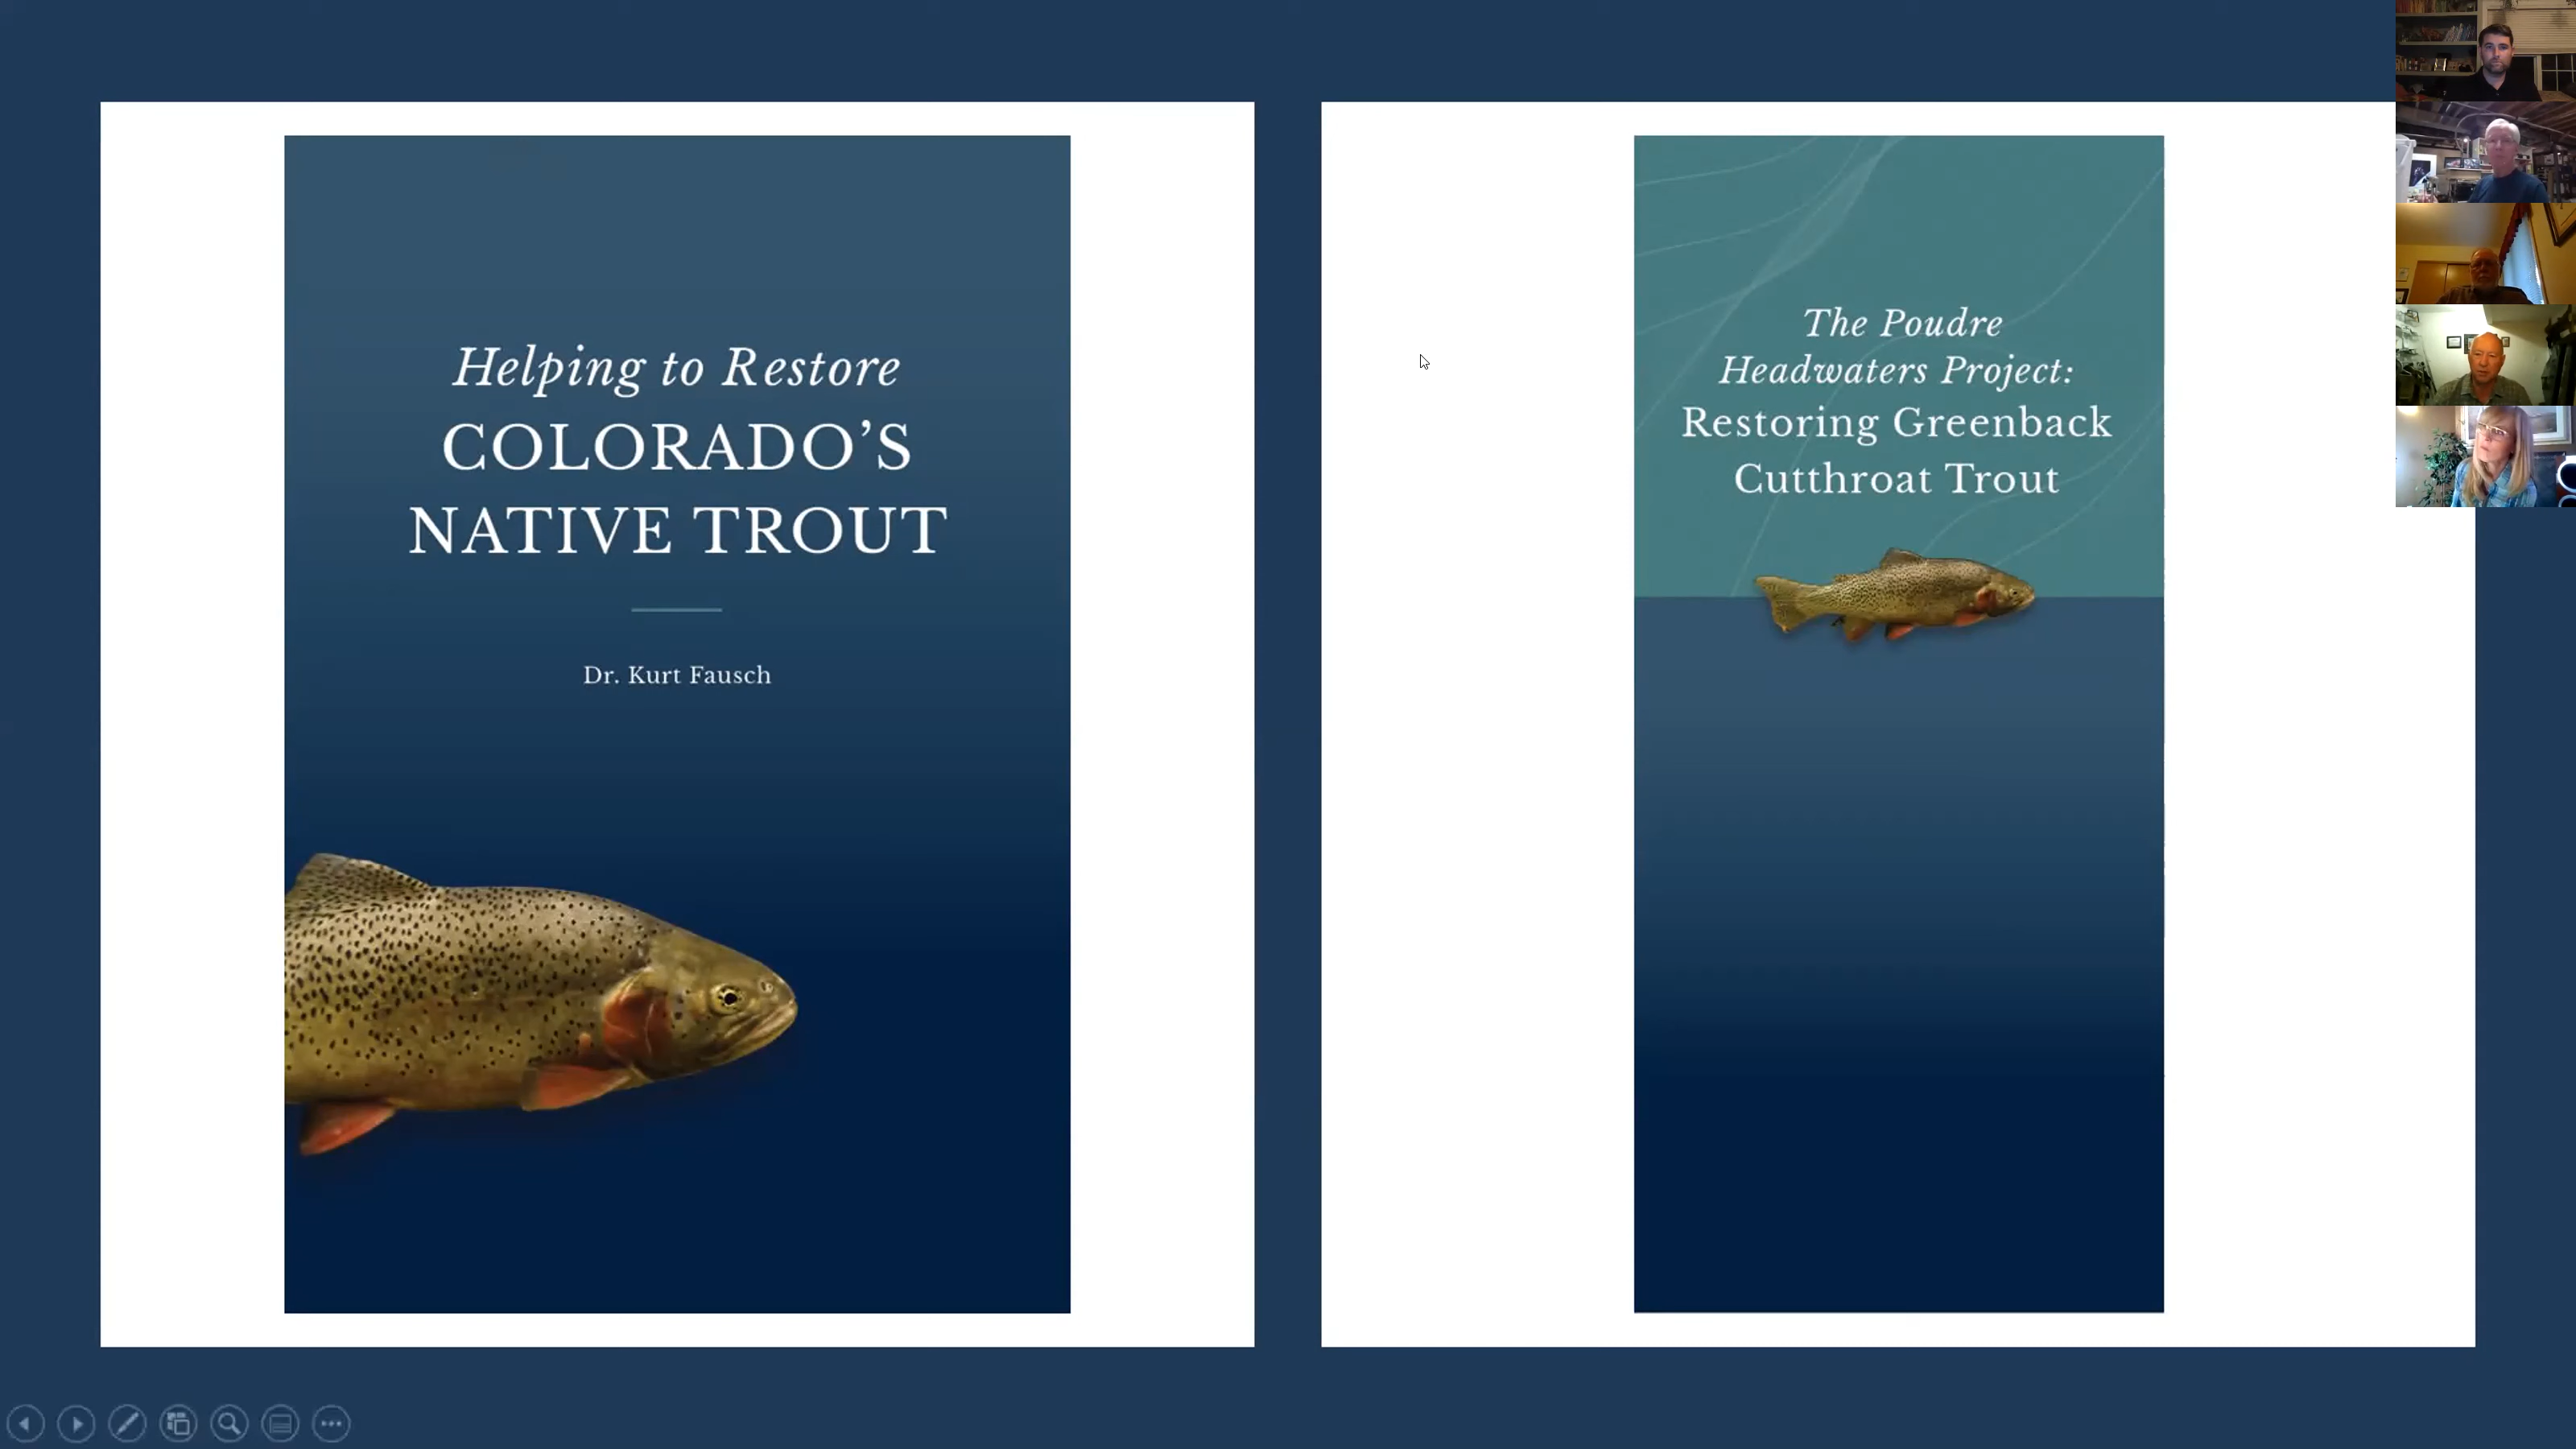 Helping to Restore
COLORADO’S
NATIVE TROUT
Dr. Kurt Fausch
The Poudre
Headwaters Project:
Restoring Greenback
Cutthroat Trout